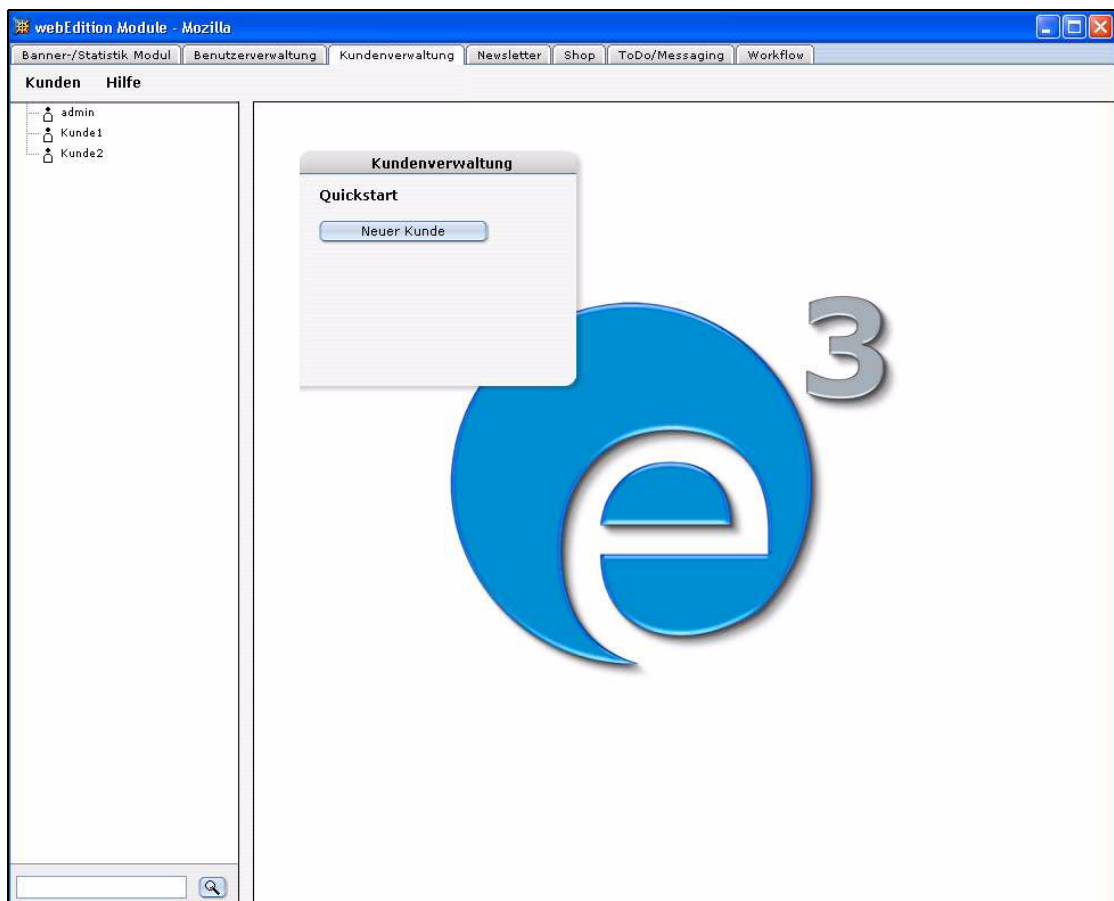 webEdition Module - Mozilla
Banner-/Statistik Modul Benutzerverwaltung Kundenverwaltung Newsletter Shop ToDo/Messaging Workflow
Kunden Hilfe
admin
Kunde1
Kunde2
Kundenverwaltung
Quickstart
Neuer Kunde
e
3